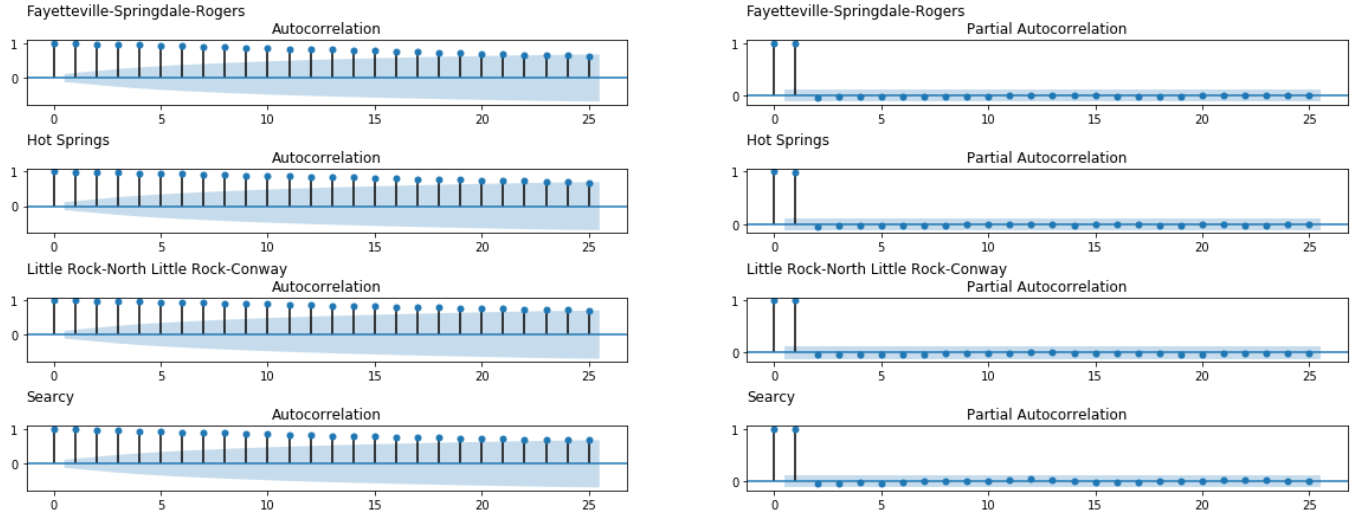 Fayetteville-Springdale-Rogers
Autocorrelation
1
0
0 5 10 15 20 25
Fayetteville-Springdale-Rogers
Partial Autocorrelation
1
0
0 5 10 15 20 25
Hot Springs
Autocorrelation
1
0
0 5 10 15 20 25
Hot Springs
Partial Autocorrelation
1
0
0 5 10 15 20 25
Little Rock-North Little Rock-Conway
Autocorrelation
1
0
0 5 10 15 20 25
Little Rock-North Little Rock-Conway
Partial Autocorrelation
1
0
0 5 10 15 20 25
Searcy
Autocorrelation
1
0
0 5 10 15 20 25
Searcy
Partial Autocorrelation
1
0
0 5 10 15 20 25